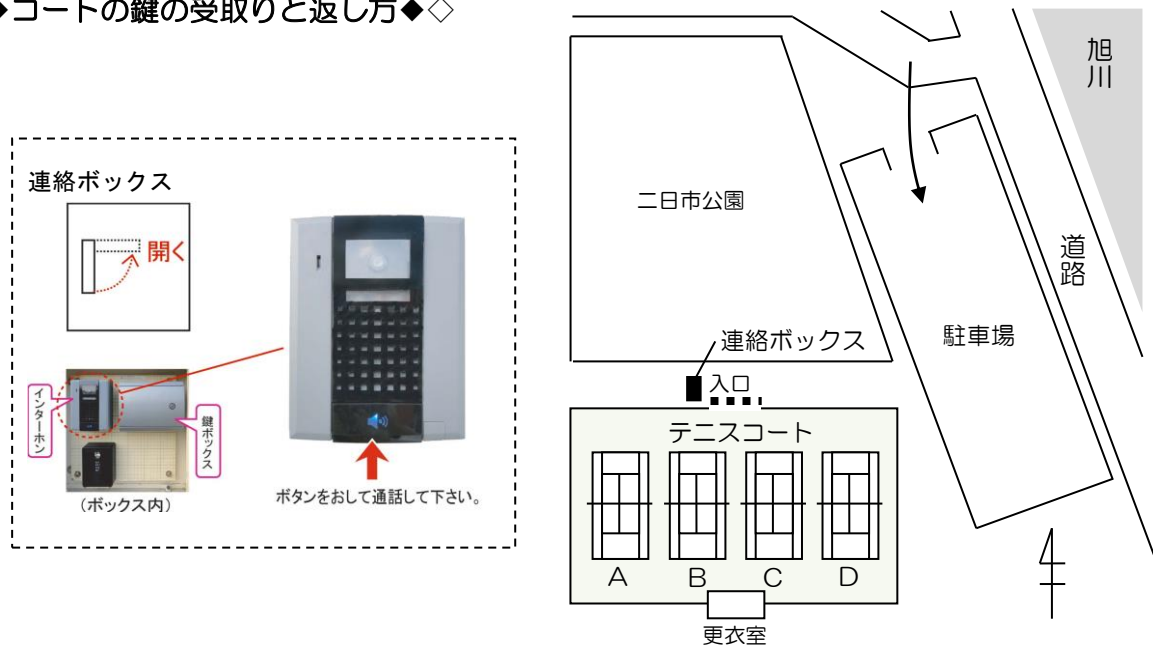 ◆コートの鍵の受取りと返し方◆◇
連絡ボックス
開く
インターホン
鍵ボックス
(ボックス内)
ボタンをおして通話して下さい。
旭川
二日市公園
道路
駐車場
連絡ボックス
入口
テニスコート
A B C D
更衣室